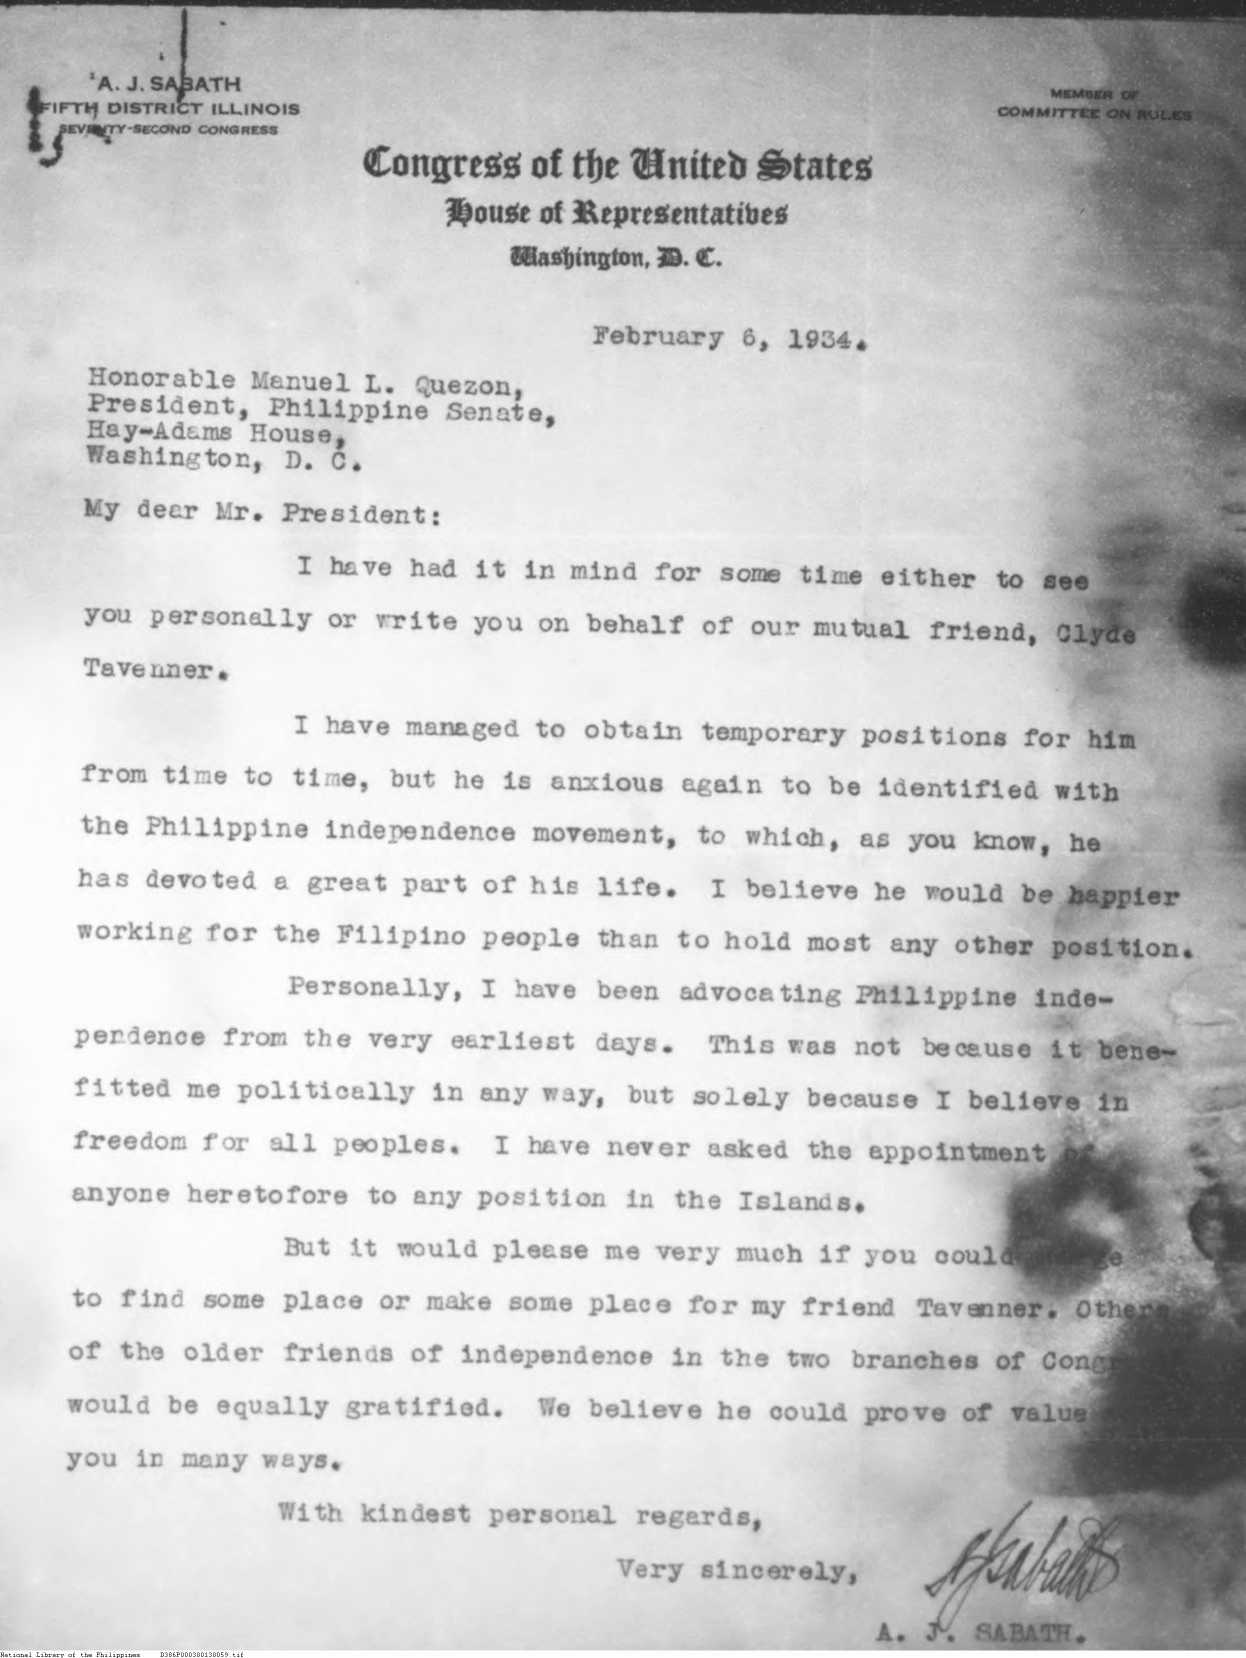 A. J. SABATH
FIFTH DISTRICT ILLINOIS
SEVENTY-SECOND CONGRESS
MEMBER OF
COMMITTEE ON RULES
Congress of the United States
House of Representatives
Washington, D. C.
February 6, 1934.
Honorable Manuel L. Quezon,
President, Philippine Senate,
Hay-Adams House,
Washington, D. C.
My dear Mr. President:
I have had it in mind for some time either to see
you personally or write you on behalf of our mutual friend, Clyde
Tavenner.
I have managed to obtain temporary positions for him
from time to time, but he is anxious again to be identified with
the Philippine independence movement, to which, as you know, he
has devoted a great part of his life. I believe he would be happier
working for the Filipino people than to hold most any other position.
Personally, I have been advocating Philippine inde-
pendence from the very earliest days. This was not because it bene-
fitted me politically in any way, but solely because I believe in
freedom for all peoples. I have never asked the appointment of
anyone heretofore to any position in the Islands.
But it would please me very much if you could
to find some place or make some place for my friend Tavenner. Others
of the older friends of independence in the two branches of
would be equally gratified. We believe he could prove of value
you in many ways.
With kindest personal regards,
Very sincerely,
A J Sabath
A. J. SABATH.
National Library of the Philippines D386P000380138059.tif